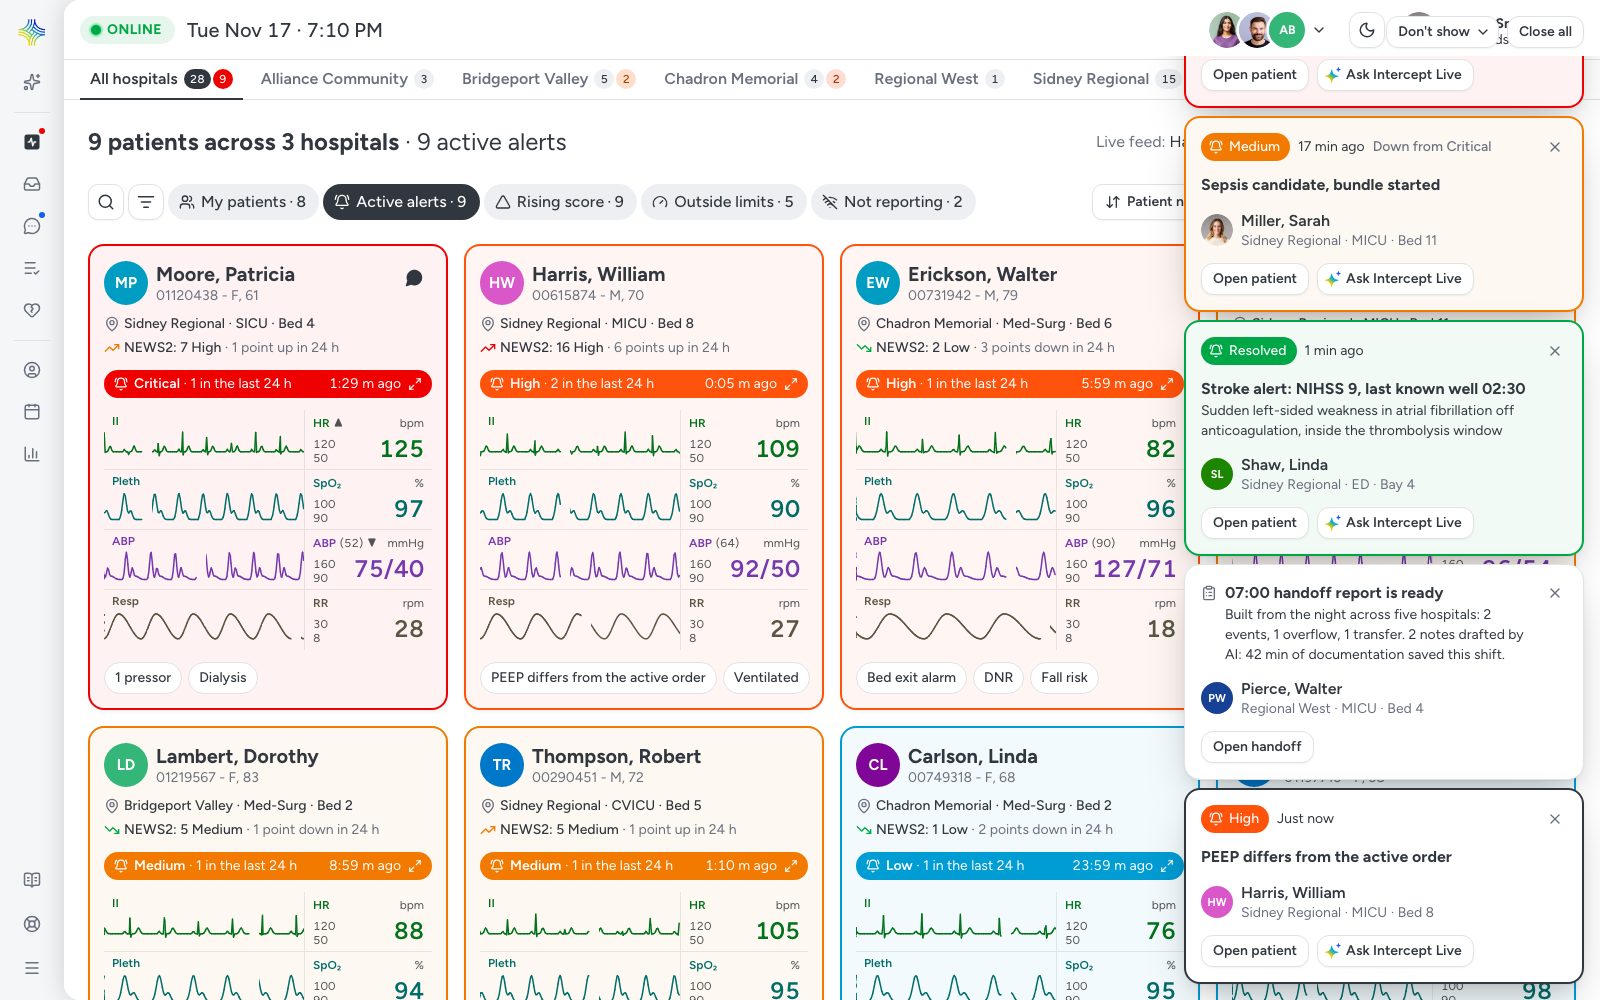 ONLINE Tue Nov 17 · 7:10 PM
AB
Don't show
Close all
All hospitals 28 9
Alliance Community 3
Bridgeport Valley 5 2
Chadron Memorial 4 2
Regional West 1
Sidney Regional 15
9 patients across 3 hospitals · 9 active alerts
Live feed:
My patients · 8
Active alerts · 9
Rising score · 9
Outside limits · 5
Not reporting · 2
Patient
MP
Moore, Patricia
01120438 - F, 61
Sidney Regional · SICU · Bed 4
NEWS2: 7 High · 1 point up in 24 h
Critical · 1 in the last 24 h 1:29 m ago
II
HR ▲ bpm
120
50
125
Pleth
SpO₂ %
100
90
97
ABP
ABP (52) ▼ mmHg
160
90
75/40
Resp
RR rpm
30
8
28
1 pressor
Dialysis
HW
Harris, William
00615874 - M, 70
Sidney Regional · MICU · Bed 8
NEWS2: 16 High · 6 points up in 24 h
High · 2 in the last 24 h 0:05 m ago
II
HR bpm
120
50
109
Pleth
SpO₂ %
100
90
90
ABP
ABP (64) mmHg
160
90
92/50
Resp
RR rpm
30
8
27
PEEP differs from the active order
Ventilated
EW
Erickson, Walter
00731942 - M, 79
Chadron Memorial · Med-Surg · Bed 6
NEWS2: 2 Low · 3 points down in 24 h
High · 1 in the last 24 h 5:59 m ago
II
HR bpm
120
50
82
Pleth
SpO₂ %
100
90
96
ABP
ABP (90) mmHg
160
90
127/71
Resp
RR rpm
30
8
18
Bed exit alarm
DNR
Fall risk
LD
Lambert, Dorothy
01219567 - F, 83
Bridgeport Valley · Med-Surg · Bed 2
NEWS2: 5 Medium · 1 point down in 24 h
Medium · 1 in the last 24 h 8:59 m ago
II
HR bpm
120
50
88
Pleth
SpO₂ %
100
90
94
TR
Thompson, Robert
00290451 - M, 72
Sidney Regional · CVICU · Bed 5
NEWS2: 5 Medium · 1 point up in 24 h
Medium · 1 in the last 24 h 1:10 m ago
II
HR bpm
120
50
105
Pleth
SpO₂ %
100
90
95
CL
Carlson, Linda
00749318 - F, 68
Chadron Memorial · Med-Surg · Bed 2
NEWS2: 1 Low · 2 points down in 24 h
Low · 1 in the last 24 h 23:59 m ago
II
HR bpm
120
50
76
Pleth
SpO₂ %
100
90
95
Open patient
Ask Intercept Live
Medium 17 min ago Down from Critical
Sepsis candidate, bundle started
Miller, Sarah
Sidney Regional · MICU · Bed 11
Open patient
Ask Intercept Live
Resolved 1 min ago
Stroke alert: NIHSS 9, last known well 02:30
Sudden left-sided weakness in atrial fibrillation off
anticoagulation, inside the thrombolysis window
SL
Shaw, Linda
Sidney Regional · ED · Bay 4
Open patient
Ask Intercept Live
07:00 handoff report is ready
Built from the night across five hospitals: 2
events, 1 overflow, 1 transfer. 2 notes drafted by
AI: 42 min of documentation saved this shift.
PW
Pierce, Walter
Regional West · MICU · Bed 4
Open handoff
High Just now
PEEP differs from the active order
HW
Harris, William
Sidney Regional · MICU · Bed 8
Open patient
Ask Intercept Live
100
98